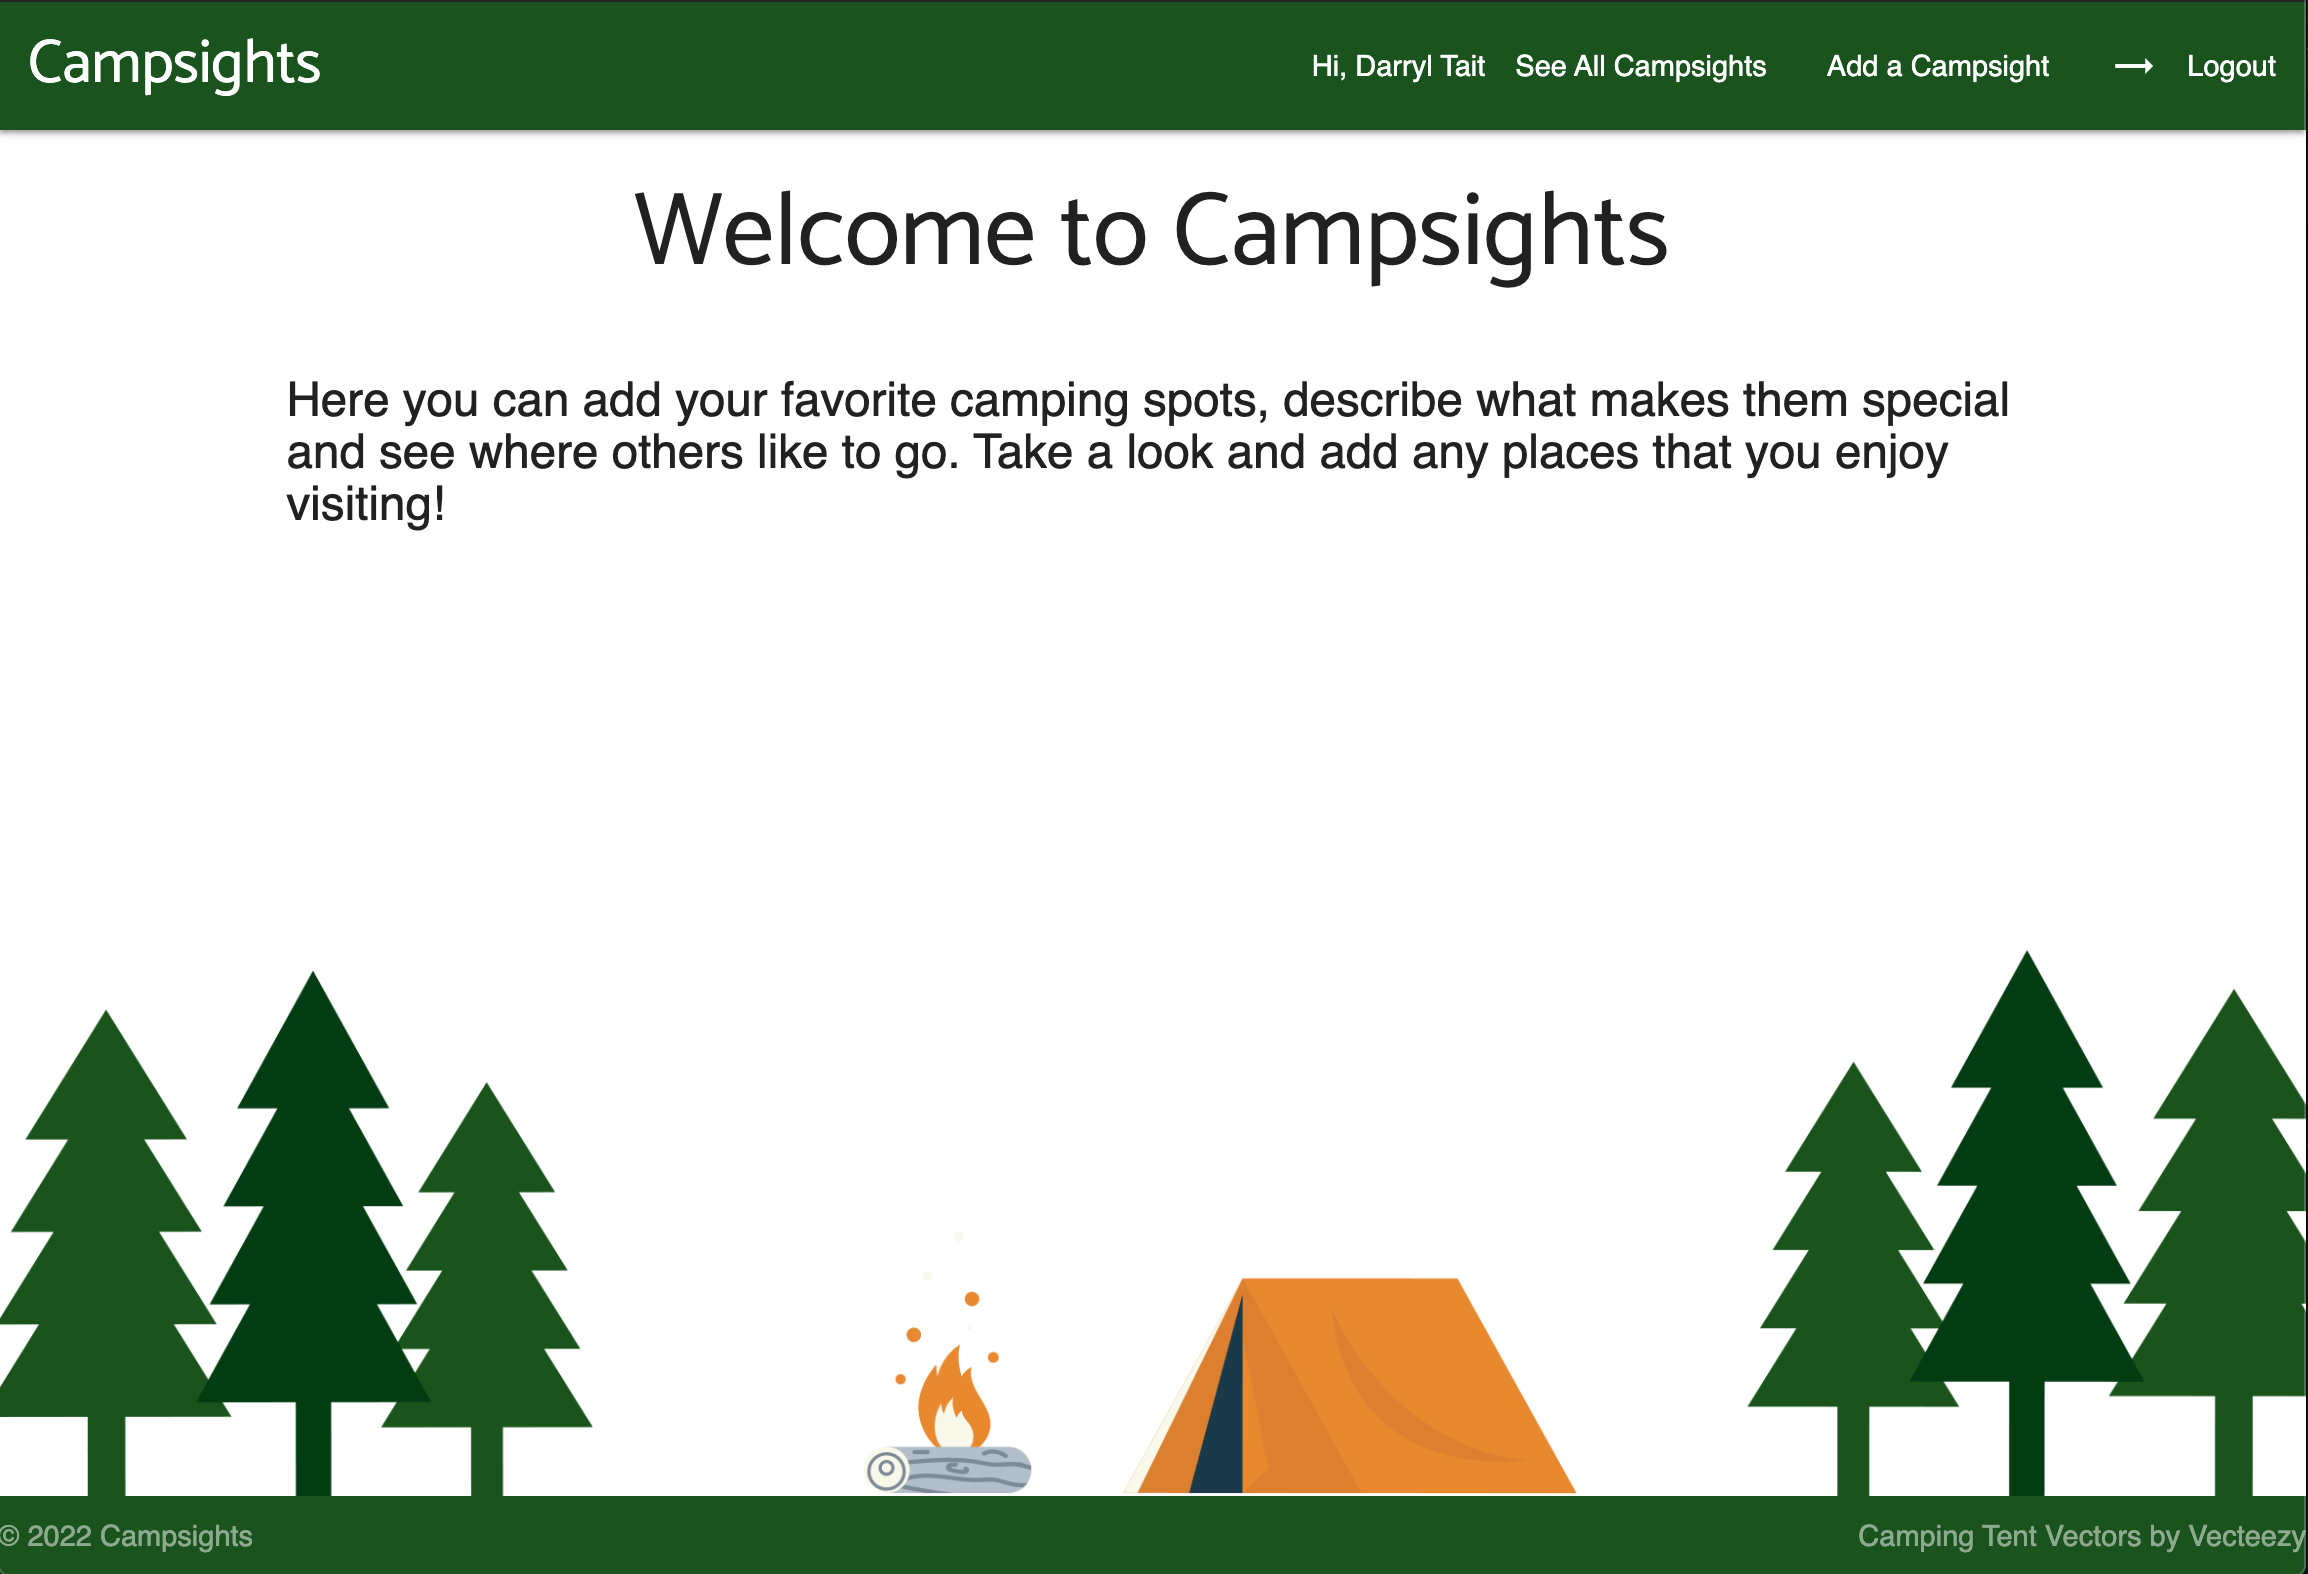 Campsights
Hi, Darryl Tait See All Campsights Add a Campsight ⟶ Logout
Welcome to Campsights
Here you can add your favorite camping spots, describe what makes them special
and see where others like to go. Take a look and add any places that you enjoy
visiting!
© 2022 Campsights
Camping Tent Vectors by Vecteezy